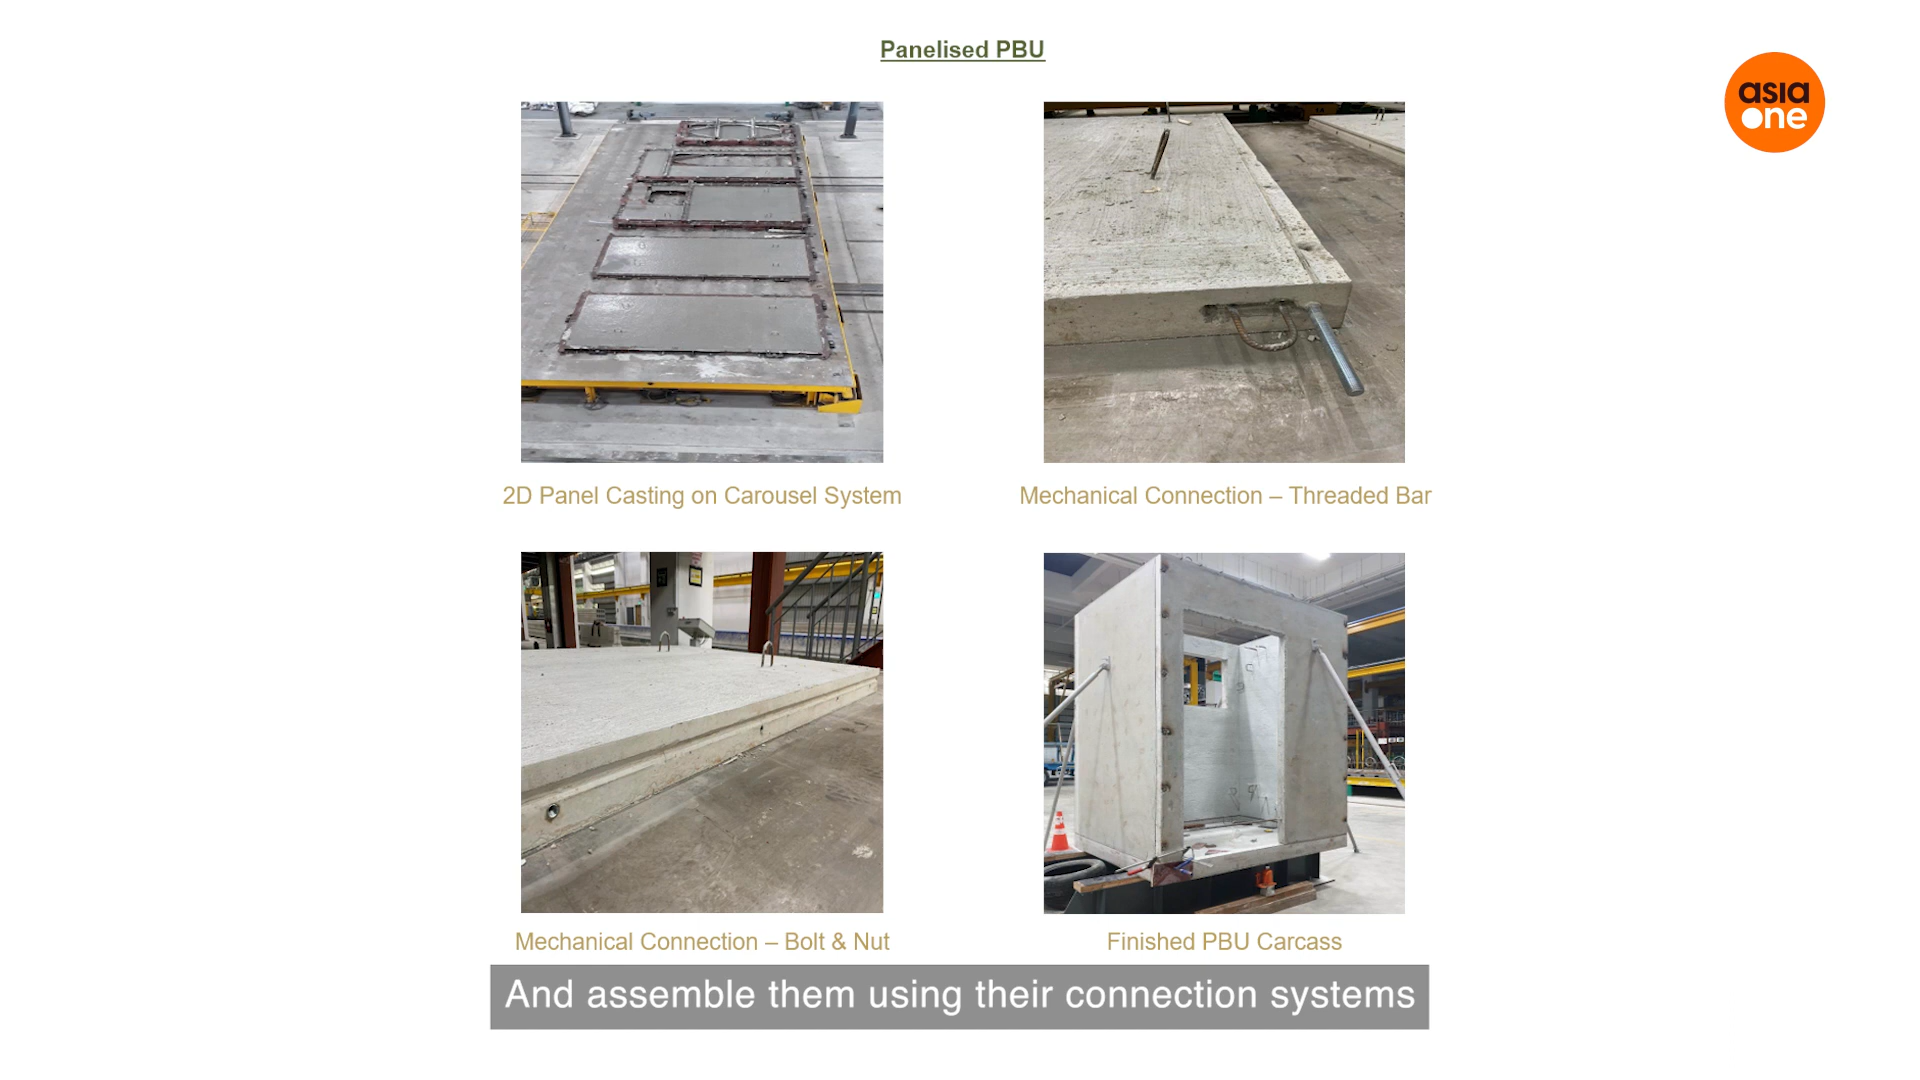 Panelised PBU
asia
one
2D Panel Casting on Carousel System
Mechanical Connection – Threaded Bar
Mechanical Connection – Bolt & Nut
Finished PBU Carcass
And assemble them using their connection systems